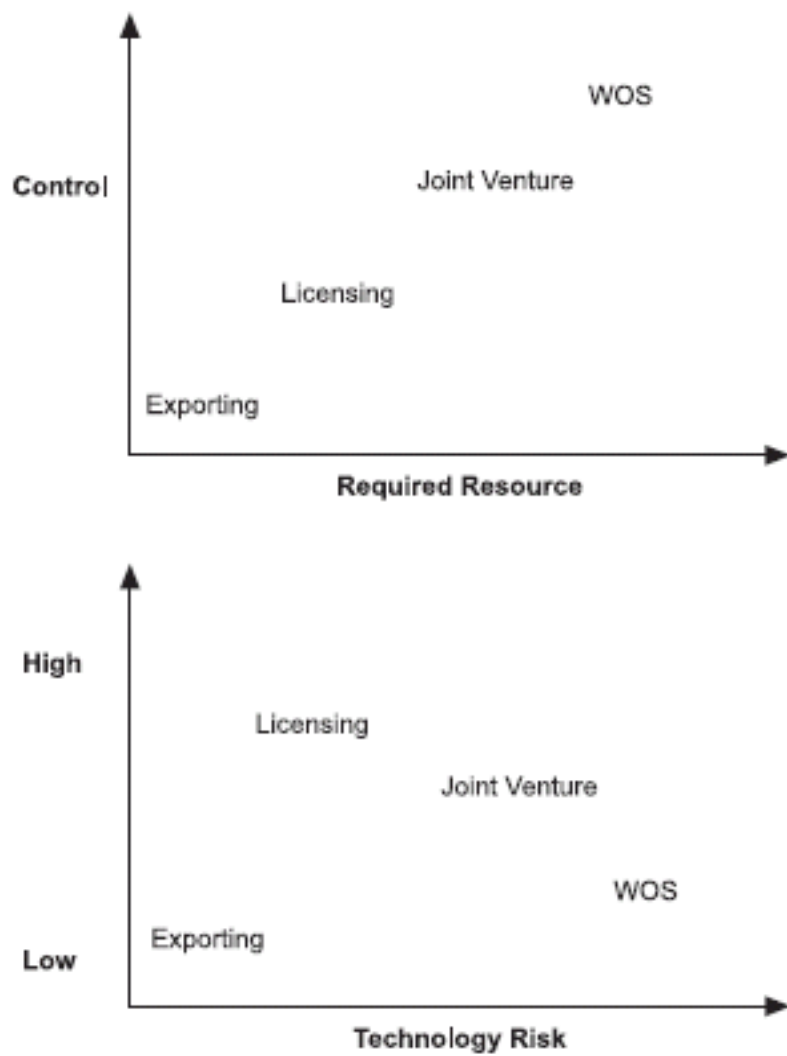 WOS
Joint Venture
Control
Licensing
Exporting
Required Resource
High
Licensing
Joint Venture
WOS
Exporting
Low
Technology Risk